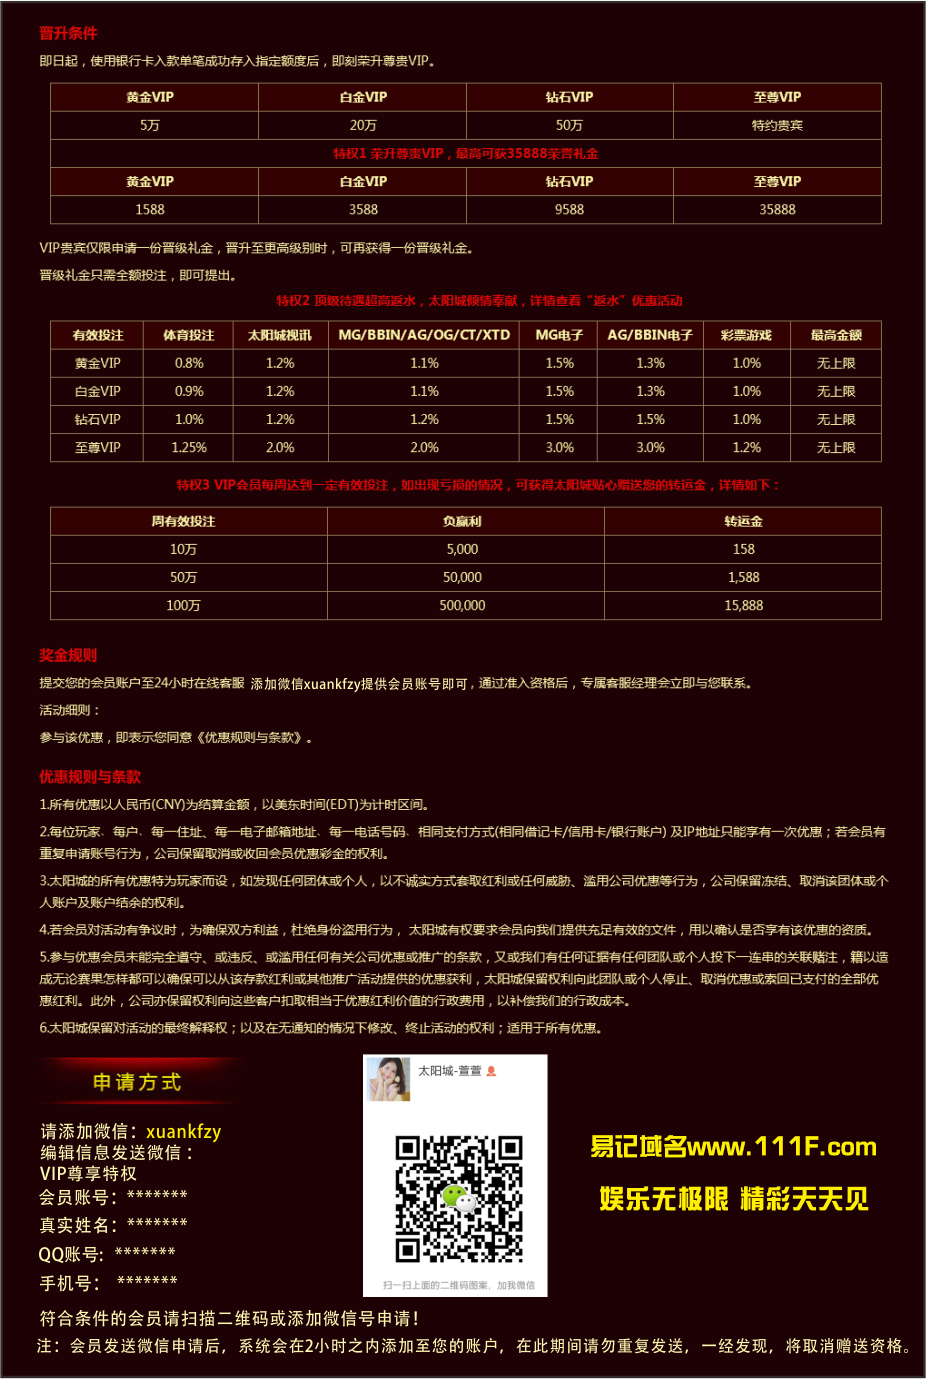 晋升条件
即日起，使用银行卡入款单笔成功存入指定额度后，即刻荣升尊贵VIP。
黄金VIP 白金VIP 钻石VIP 至尊VIP
5万 20万 50万 特约贵宾
特权1 荣升尊贵VIP，最高可获35888荣誉礼金
黄金VIP 白金VIP 钻石VIP 至尊VIP
1588 3588 9588 35888
VIP贵宾仅限申请一份晋级礼金，晋升至更高级别时，可再获得一份晋级礼金。
晋级礼金只需全额投注，即可提出。
特权2 顶级待遇超高返水，太阳城倾情奉献，详情查看“返水”优惠活动
有效投注 体育投注 太阳城视讯 MG/BBIN/AG/OG/CT/XTD MG电子 AG/BBIN电子 彩票游戏 最高金额
黄金VIP 0.8% 1.2% 1.1% 1.5% 1.3% 1.0% 无上限
白金VIP 0.9% 1.2% 1.1% 1.5% 1.3% 1.0% 无上限
钻石VIP 1.0% 1.2% 1.2% 1.5% 1.5% 1.0% 无上限
至尊VIP 1.25% 2.0% 2.0% 3.0% 3.0% 1.2% 无上限
特权3 VIP会员每周达到一定有效投注，如出现亏损的情况，可获得太阳城贴心赠送您的转运金，详情如下：
周有效投注 负赢利 转运金
10万 5,000 158
50万 50,000 1,588
100万 500,000 15,888
奖金规则
提交您的会员账户至24小时在线客服 添加微信xuankfzy提供会员账号即可，通过准入资格后，专属客服经理会立即与您联系。
活动细则：
参与该优惠，即表示您同意《优惠规则与条款》。
优惠规则与条款
1.所有优惠以人民币(CNY)为结算金额，以美东时间(EDT)为计时区间。
2.每位玩家、每户、每一住址、每一电子邮箱地址、每一电话号码、相同支付方式(相同借记卡/信用卡/银行账户) 及IP地址只能享有一次优惠；若会员有
重复申请账号行为，公司保留取消或收回会员优惠彩金的权利。
3.太阳城的所有优惠特为玩家而设，如发现任何团体或个人，以不诚实方式套取红利或任何威胁、滥用公司优惠等行为，公司保留冻结、取消该团体或个
人账户及账户结余的权利。
4.若会员对活动有争议时，为确保双方利益，杜绝身份盗用行为， 太阳城有权要求会员向我们提供充足有效的文件，用以确认是否享有该优惠的资质。
5.参与优惠会员未能完全遵守、或违反、或滥用任何有关公司优惠或推广的条款，又或我们有任何证据有任何团队或个人投下一连串的关联赌注，籍以造
成无论赛果怎样都可以确保可以从该存款红利或其他推广活动提供的优惠获利，太阳城保留权利向此团队或个人停止、取消优惠或索回已支付的全部优
惠红利。此外，公司亦保留权利向这些客户扣取相当于优惠红利价值的行政费用，以补偿我们的行政成本。
6.太阳城保留对活动的最终解释权；以及在无通知的情况下修改、终止活动的权利；适用于所有优惠。
申请方式
请添加微信：xuankfzy
编辑信息发送微信：
VIP尊享特权
会员账号：*******
真实姓名：*******
QQ账号：*******
手机号： *******
太阳城-萱萱
扫一扫上面的二维码图案，加我微信
易记域名www.111F.com
娱乐无极限 精彩天天见
符合条件的会员请扫描二维码或添加微信号申请！
注：会员发送微信申请后，系统会在2小时之内添加至您的账户，在此期间请勿重复发送，一经发现，将取消赠送资格。